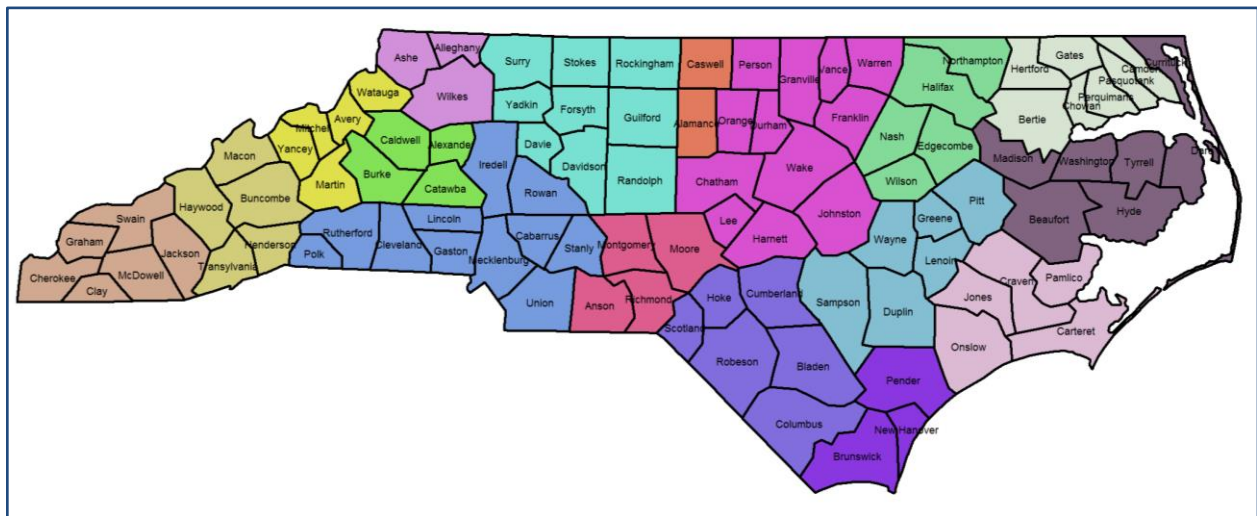 Ashe
Alleghany
Surry
Stokes
Rockingham
Caswell
Person
Granville
Vance
Warren
Northampton
Hertford
Gates
Camden
Currituck
Pasquotank
Perquimans
Chowan
Halifax
Bertie
Watauga
Wilkes
Yadkin
Forsyth
Guilford
Alamance
Orange
Durham
Franklin
Nash
Edgecombe
Mitchel
Avery
Caldwell
Alexander
Iredell
Davie
Davidson
Randolph
Chatham
Wake
Wilson
Madison
Washington
Tyrrell
Dare
Macon
Yancey
Burke
Catawba
Rowan
Lee
Johnston
Greene
Pitt
Beaufort
Hyde
Haywood
Buncombe
Martin
Swain
Rutherford
Lincoln
Cabarrus
Stanly
Montgomery
Moore
Harnett
Wayne
Lenoir
Graham
Jackson
Henderson
Polk
Cleveland
Gaston
Mecklenburg
Cherokee
McDowell
Transylvania
Clay
Union
Anson
Richmond
Hoke
Cumberland
Sampson
Duplin
Jones
Craven
Pamlico
Scotland
Carteret
Onslow
Robeson
Bladen
Pender
Columbus
New Hanover
Brunswick